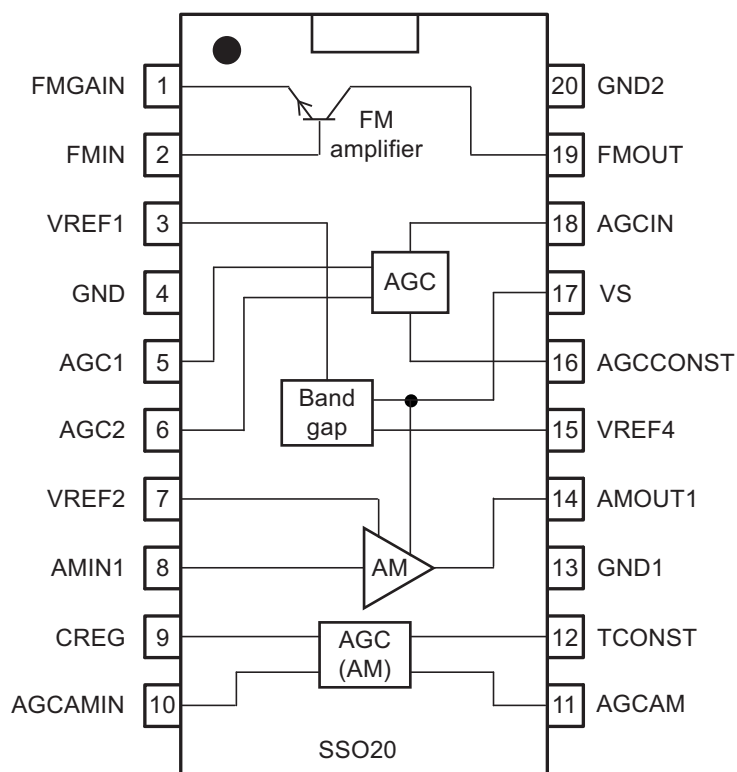 FMGAIN 1 20 GND2
FM
amplifier
FMIN 2 19 FMOUT
VREF1 3 18 AGCIN
AGC
GND 4 17 VS
AGC1 5 16 AGCCONST
Band
gap
AGC2 6 15 VREF4
VREF2 7 14 AMOUT1
AMIN1 8 AM 13 GND1
CREG 9 12 TCONST
AGC
(AM)
AGCAMIN 10 11 AGCAM
SSO20